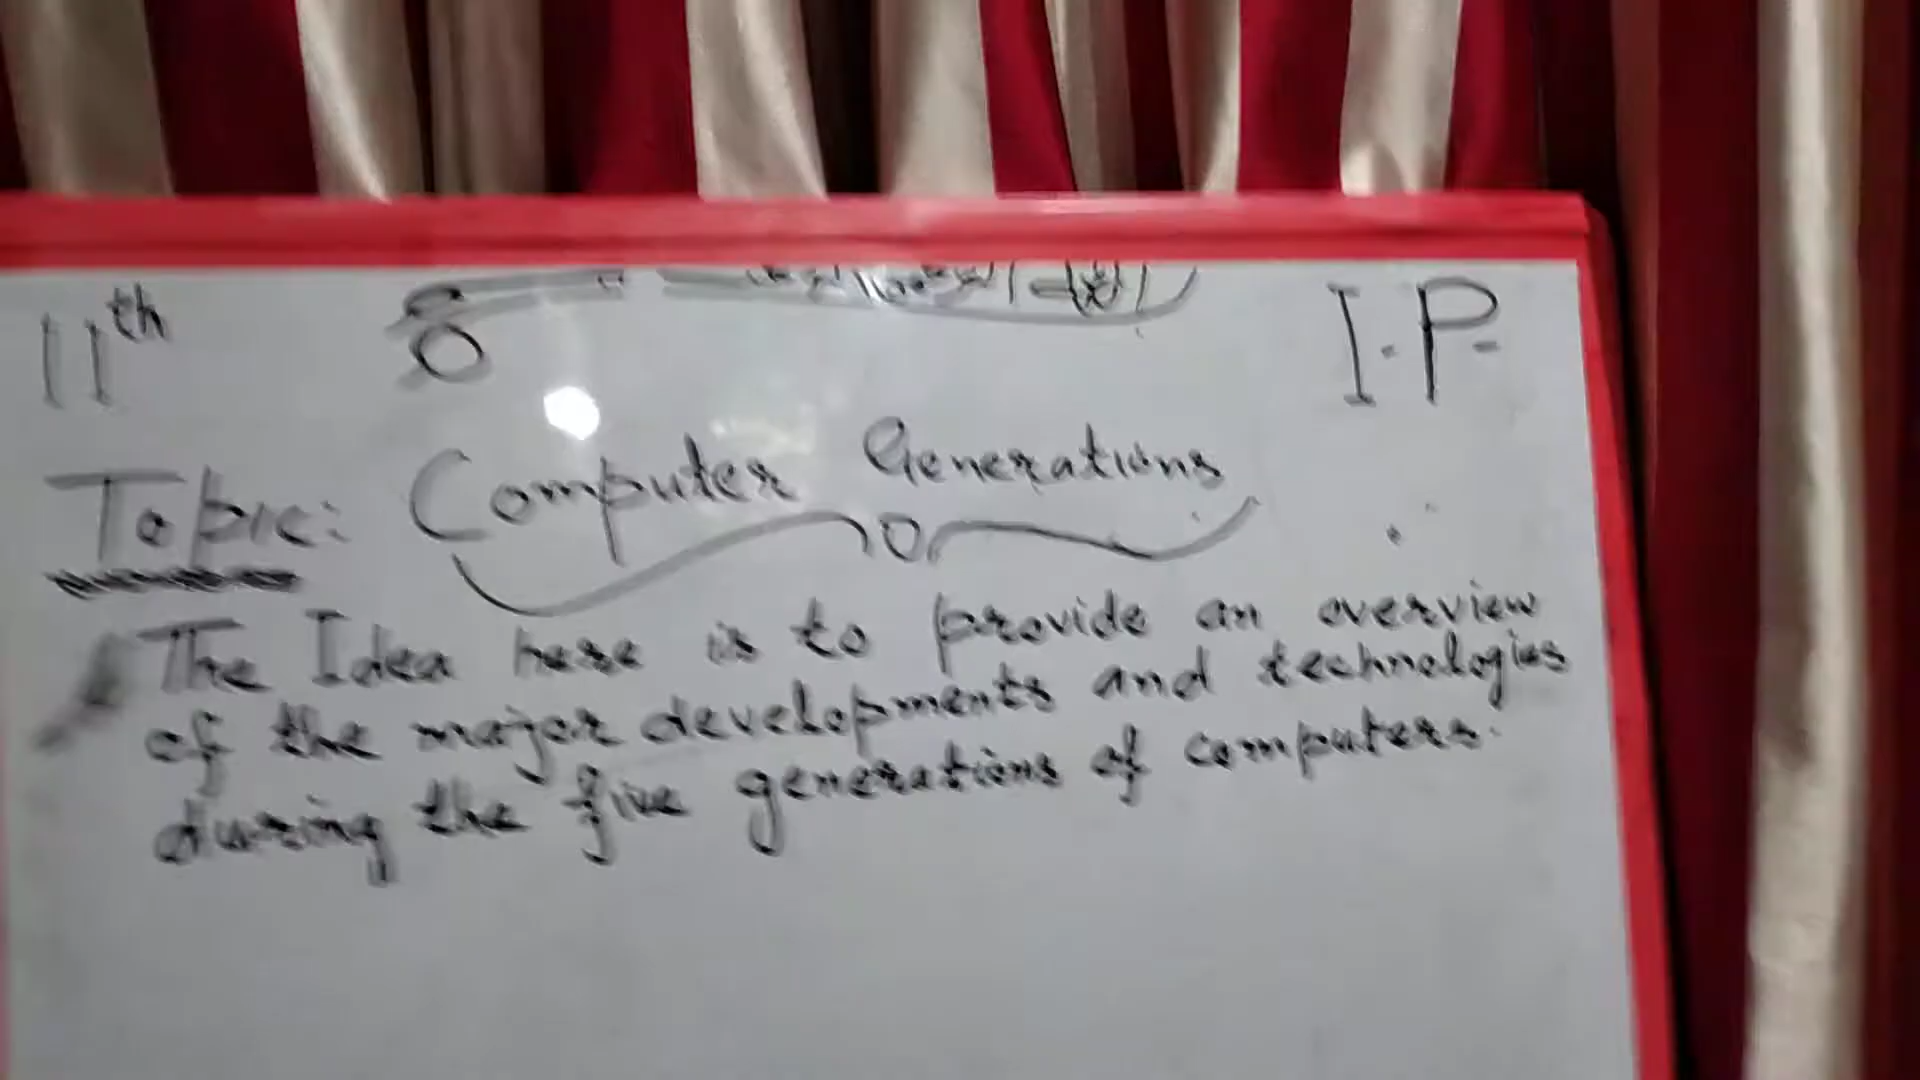 11th I.P.
Topic: Computer Generations
The Idea here is to provide an overview
of the major developments and technologies
during the five generations of computers.